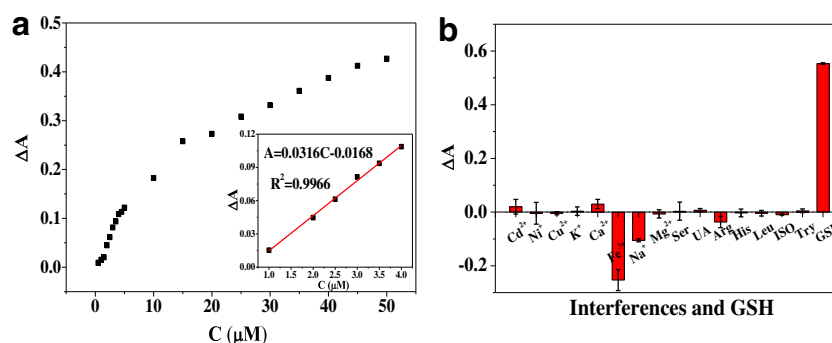 a
0.5
0.4
0.3
0.2
0.1
0.0
ΔA
0 10 20 30 40 50
C (μM)
A=0.0316C-0.0168
R²=0.9966
0.12
0.09
0.06
0.03
0.00
ΔA
1.0 1.5 2.0 2.5 3.0 3.5 4.0
C (μM)
b
0.6
0.4
0.2
0.0
-0.2
ΔA
Cd²⁺ Ni⁺ Cu²⁺ K⁺ Ca²⁺ Na⁺ Mg²⁺ Ser UA Arg His Leu ISO Try GSH
Interferences and GSH